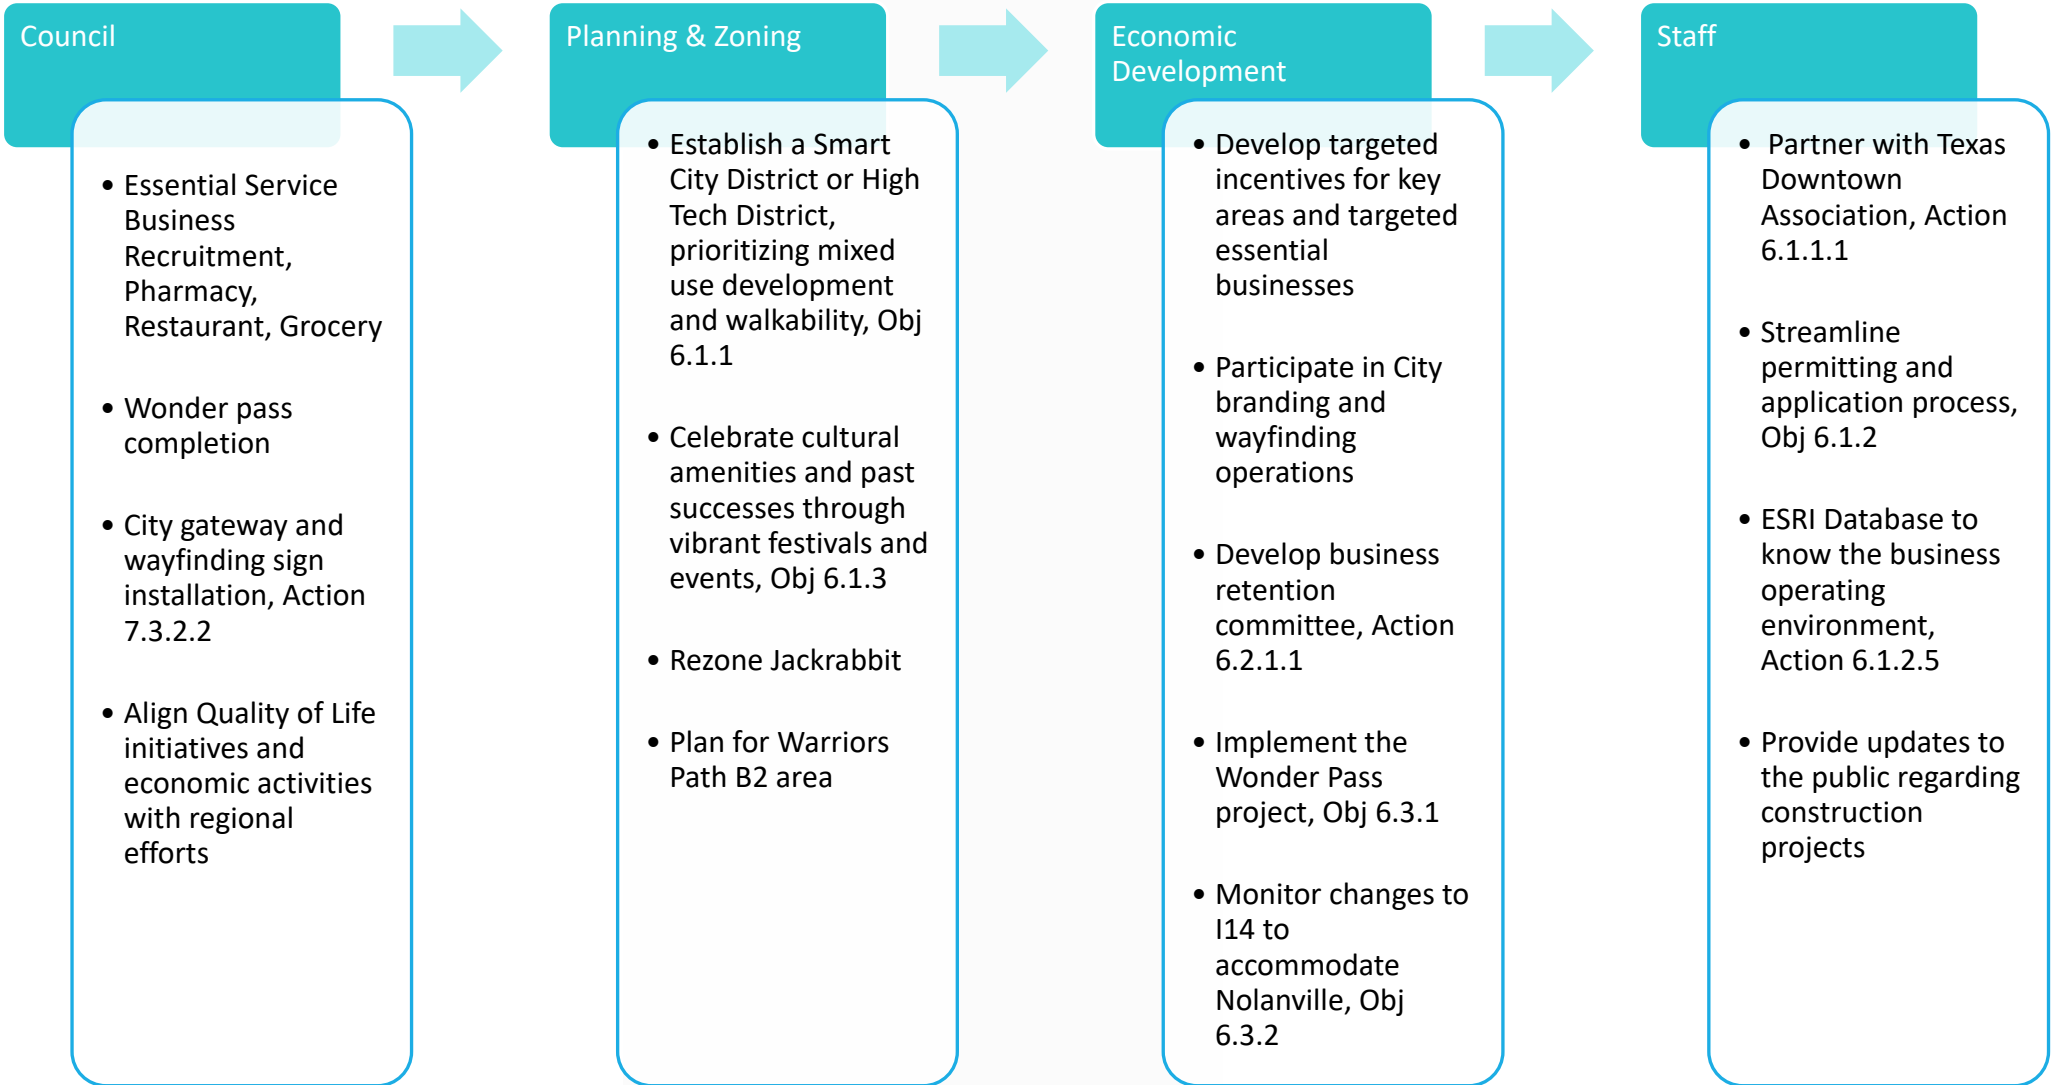 Council
• Essential Service
Business
Recruitment,
Pharmacy,
Restaurant, Grocery
• Wonder pass
completion
• City gateway and
wayfinding sign
installation, Action
7.3.2.2
• Align Quality of Life
initiatives and
economic activities
with regional
efforts
Planning & Zoning
• Establish a Smart
City District or High
Tech District,
prioritizing mixed
use development
and walkability, Obj
6.1.1
• Celebrate cultural
amenities and past
successes through
vibrant festivals and
events, Obj 6.1.3
• Rezone Jackrabbit
• Plan for Warriors
Path B2 area
Economic
Development
• Develop targeted
incentives for key
areas and targeted
essential
businesses
• Participate in City
branding and
wayfinding
operations
• Develop business
retention
committee, Action
6.2.1.1
• Implement the
Wonder Pass
project, Obj 6.3.1
• Monitor changes to
I14 to
accommodate
Nolanville, Obj
6.3.2
Staff
• Partner with Texas
Downtown
Association, Action
6.1.1.1
• Streamline
permitting and
application process,
Obj 6.1.2
• ESRI Database to
know the business
operating
environment,
Action 6.1.2.5
• Provide updates to
the public regarding
construction
projects